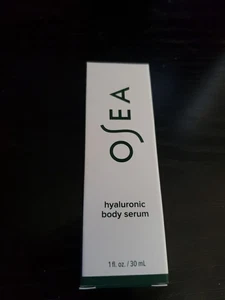 OSEA
hyaluronic
body serum
1 fl. oz. / 30 mL